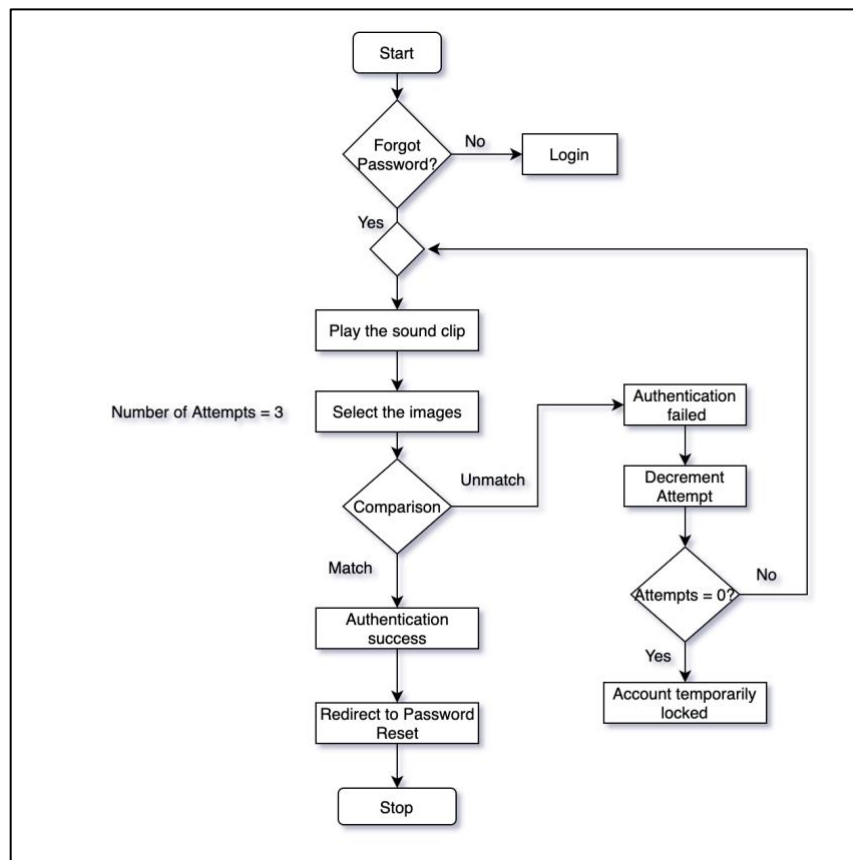 Start
Forgot
Password?
No
Login
Yes
Play the sound clip
Number of Attempts = 3
Select the images
Authentication
failed
Unmatch
Decrement
Attempt
Comparison
Match
No
Attempts = 0?
Authentication
success
Yes
Account temporarily
locked
Redirect to Password
Reset
Stop